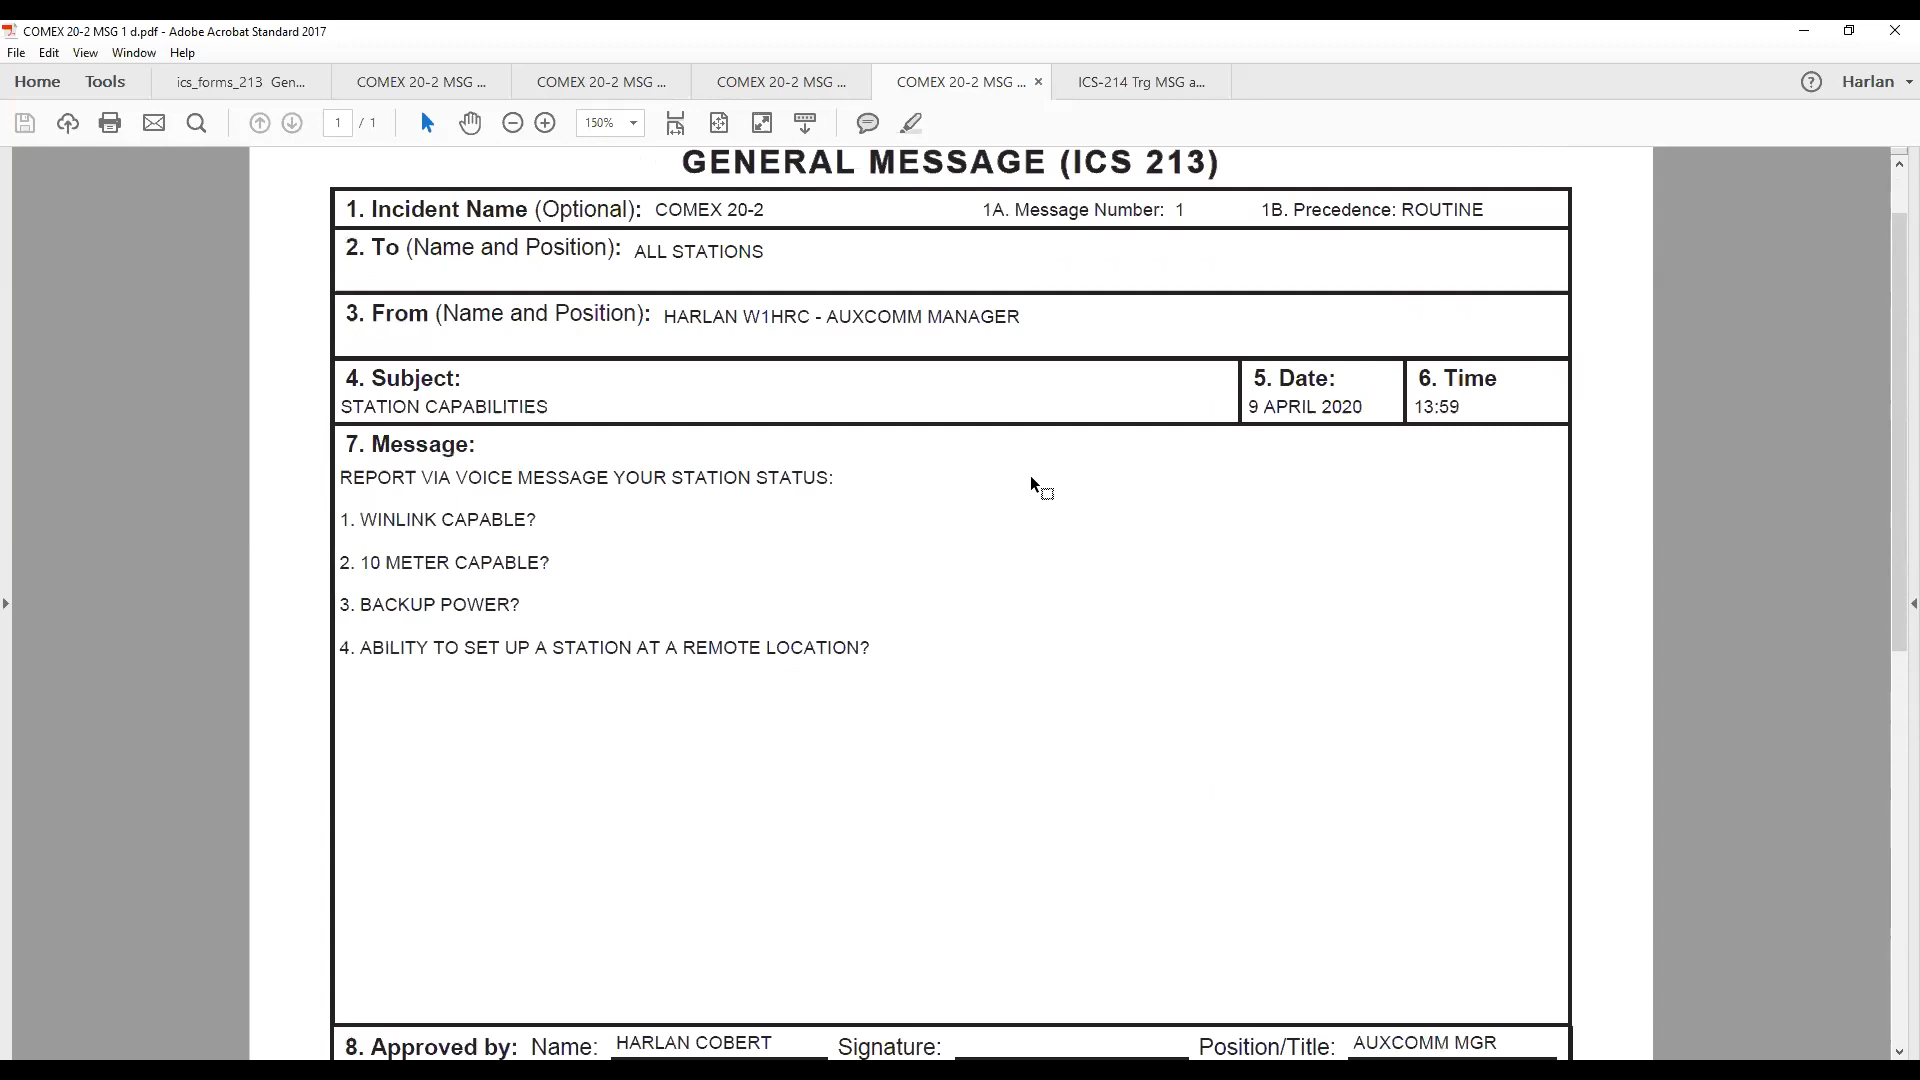 COMEX 20-2 MSG 1 d.pdf - Adobe Acrobat Standard 2017
File Edit View Window Help
Home Tools ics_forms_213 Gen... COMEX 20-2 MSG ... COMEX 20-2 MSG ... COMEX 20-2 MSG ... COMEX 20-2 MSG ... × ICS-214 Trg MSG a... ? Harlan
1 / 1 150%
GENERAL MESSAGE (ICS 213)
1. Incident Name (Optional): COMEX 20-2 1A. Message Number: 1 1B. Precedence: ROUTINE
2. To (Name and Position): ALL STATIONS
3. From (Name and Position): HARLAN W1HRC - AUXCOMM MANAGER
4. Subject: 5. Date: 6. Time
STATION CAPABILITIES 9 APRIL 2020 13:59
7. Message:
REPORT VIA VOICE MESSAGE YOUR STATION STATUS:
1. WINLINK CAPABLE?
2. 10 METER CAPABLE?
3. BACKUP POWER?
4. ABILITY TO SET UP A STATION AT A REMOTE LOCATION?
8. Approved by: Name: HARLAN COBERT Signature: Position/Title: AUXCOMM MGR